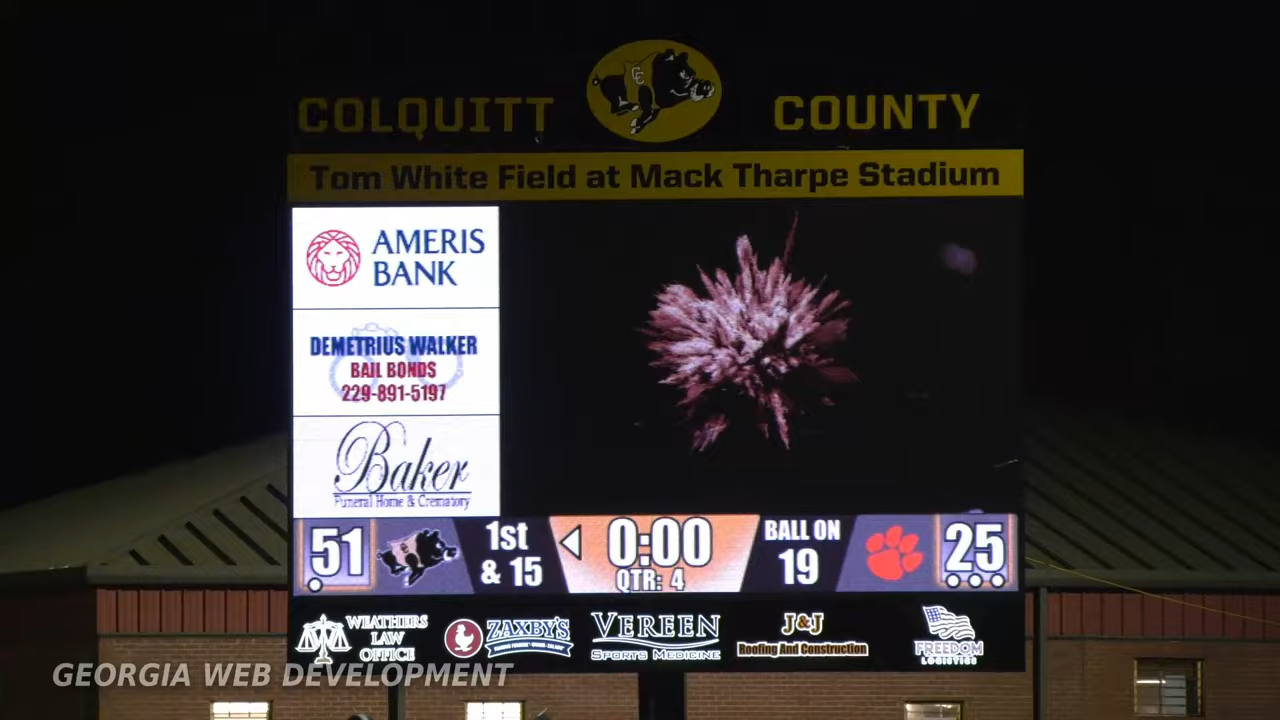 COLQUITT COUNTY
Tom White Field at Mack Tharpe Stadium
AMERIS
BANK
DEMETRIUS WALKER
BAIL BONDS
229-891-5197
Baker
Funeral Home & Crematory
51
1st
& 15
0:00
QTR: 4
BALL ON
19
25
WEATHERS
LAW
OFFICE
ZAXBY'S
VEREEN
SPORTS MEDICINE
J&J
Roofing And Construction
FREEDOM
LOGISTICS
GEORGIA WEB DEVELOPMENT